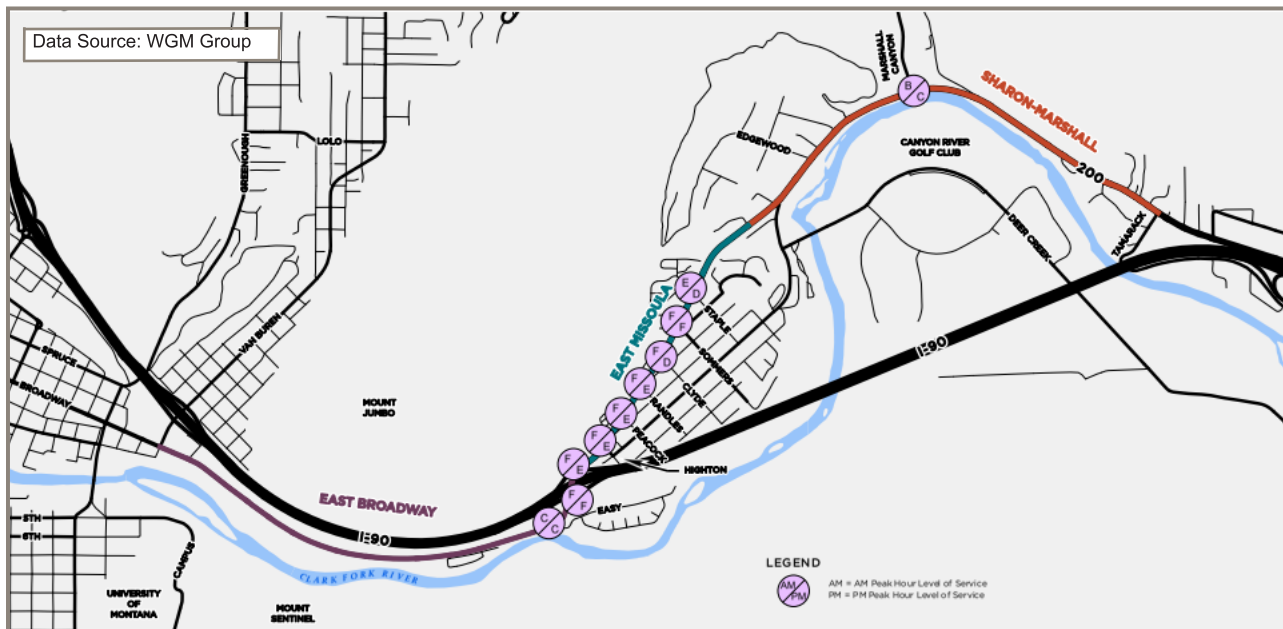 Data Source: WGM Group
MARSHALL
CANYON
B
C
SHARON-MARSHALL
EDGEWOOD
CANYON RIVER
GOLF CLUB
LOLO
GREENOUGH
200
DEER CREEK
TAMARACK
E
D
STAPLE
EAST MISSOULA
F
F
SOMMERS
VAN BUREN
F
D
I-90
SPRUCE
F
E
CLYDE
BROADWAY
MOUNT
JUNBO
F
E
RANDLES
F
E
PEACOCK
F
E
HIGHTON
EAST BROADWAY
F
F
EASY
C
C
5TH
6TH
I-90
CAMPUS
CLARK FORK RIVER
UNIVERSITY
OF
MONTANA
MOUNT
SENTINEL
LEGEND
AM
PM
AM = AM Peak Hour Level of Service
PM = PM Peak Hour Level of Service